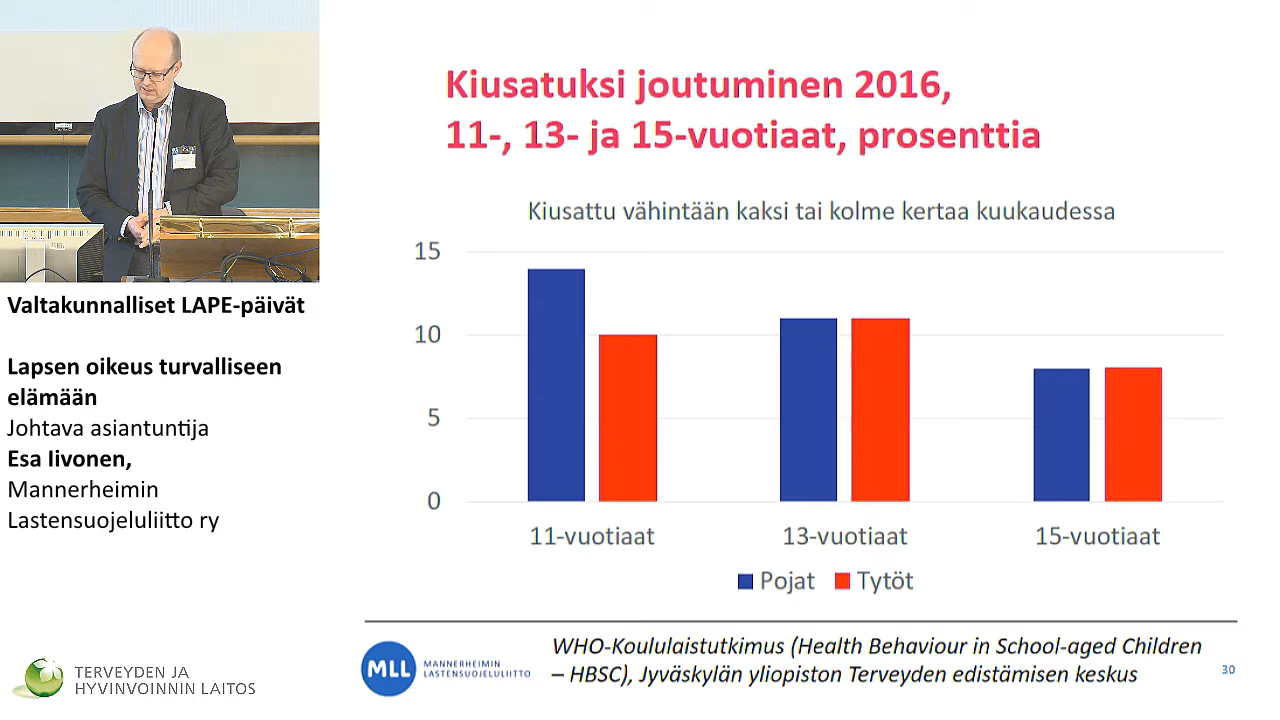 Valtakunnalliset LAPE-päivät
Lapsen oikeus turvalliseen
elämään
Johtava asiantuntija
Esa Iivonen,
Mannerheimin
Lastensuojeluliitto ry
TERVEYDEN JA
HYVINVOINNIN LAITOS
Kiusatuksi joutuminen 2016,
11-, 13- ja 15-vuotiaat, prosenttia
Kiusattu vähintään kaksi tai kolme kertaa kuukaudessa
15
10
5
0
11-vuotiaat 13-vuotiaat 15-vuotiaat
Pojat Tytöt
MLL MANNERHEIMIN
LASTENSUOJELULIITTO
WHO-Koululaistutkimus (Health Behaviour in School-aged Children
– HBSC), Jyväskylän yliopiston Terveyden edistämisen keskus
30